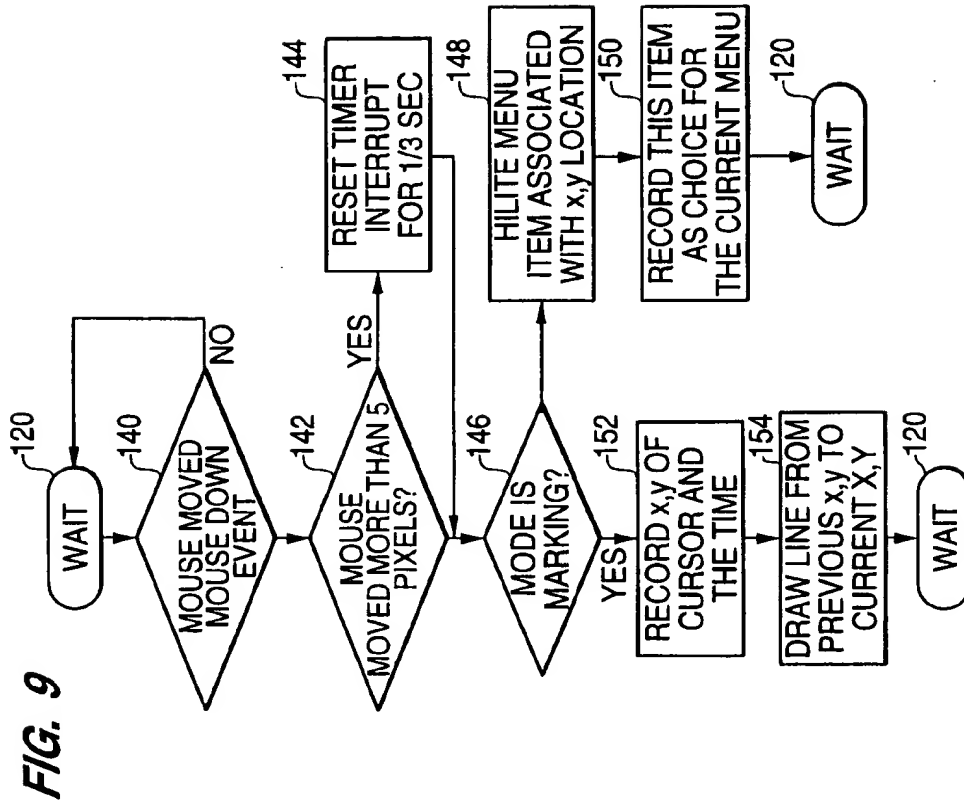 FIG. 9
120
WAIT
140
MOUSE MOVED
MOUSE DOWN
EVENT
NO
142
MOUSE
MOVED MORE THAN 5
PIXELS?
YES
144
RESET TIMER
INTERRUPT
FOR 1/3 SEC
146
MODE IS
MARKING?
YES
148
HILITE MENU
ITEM ASSOCIATED
WITH x,y LOCATION
150
RECORD THIS ITEM
AS CHOICE FOR
THE CURRENT MENU
120
WAIT
152
RECORD x,y OF
CURSOR AND
THE TIME
154
DRAW LINE FROM
PREVIOUS x,y TO
CURRENT X,Y
120
WAIT